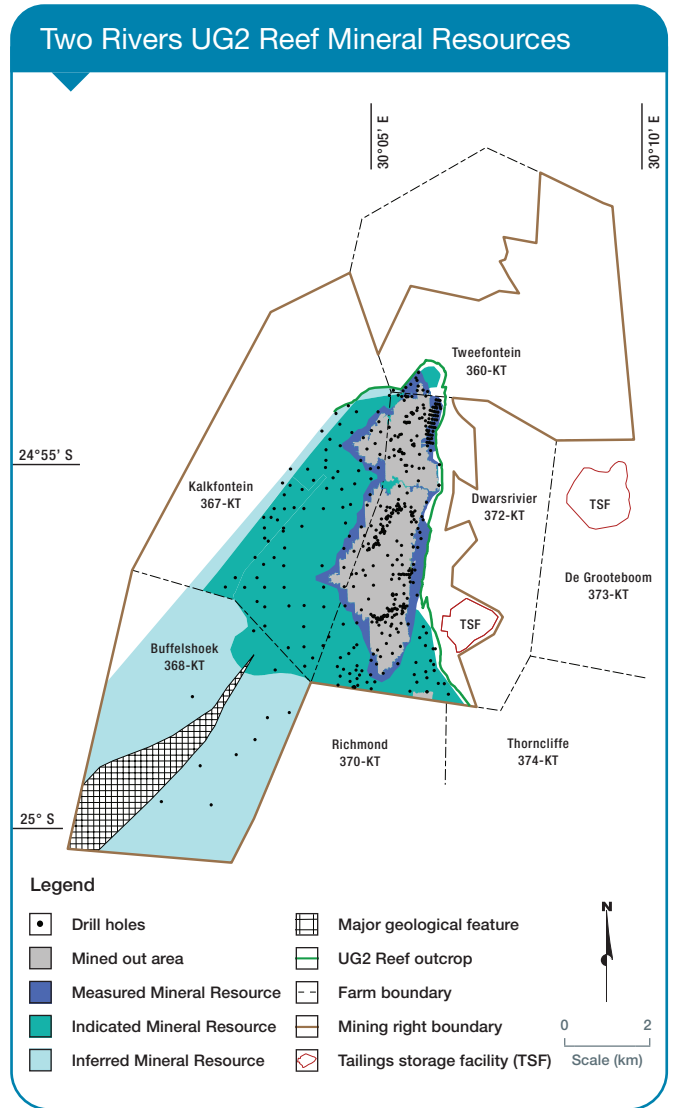 Two Rivers UG2 Reef Mineral Resources
30°05' E
30°10' E
Tweefontein
360-KT
24°55' S
Kalkfontein
367-KT
Dwarsrivier
372-KT
TSF
De Grooteboom
373-KT
TSF
Buffelshoek
368-KT
Richmond
370-KT
Thorncliffe
374-KT
25° S
Legend
Drill holes
Mined out area
Measured Mineral Resource
Indicated Mineral Resource
Inferred Mineral Resource
Major geological feature
UG2 Reef outcrop
Farm boundary
Mining right boundary
Tailings storage facility (TSF)
N
0 2
Scale (km)